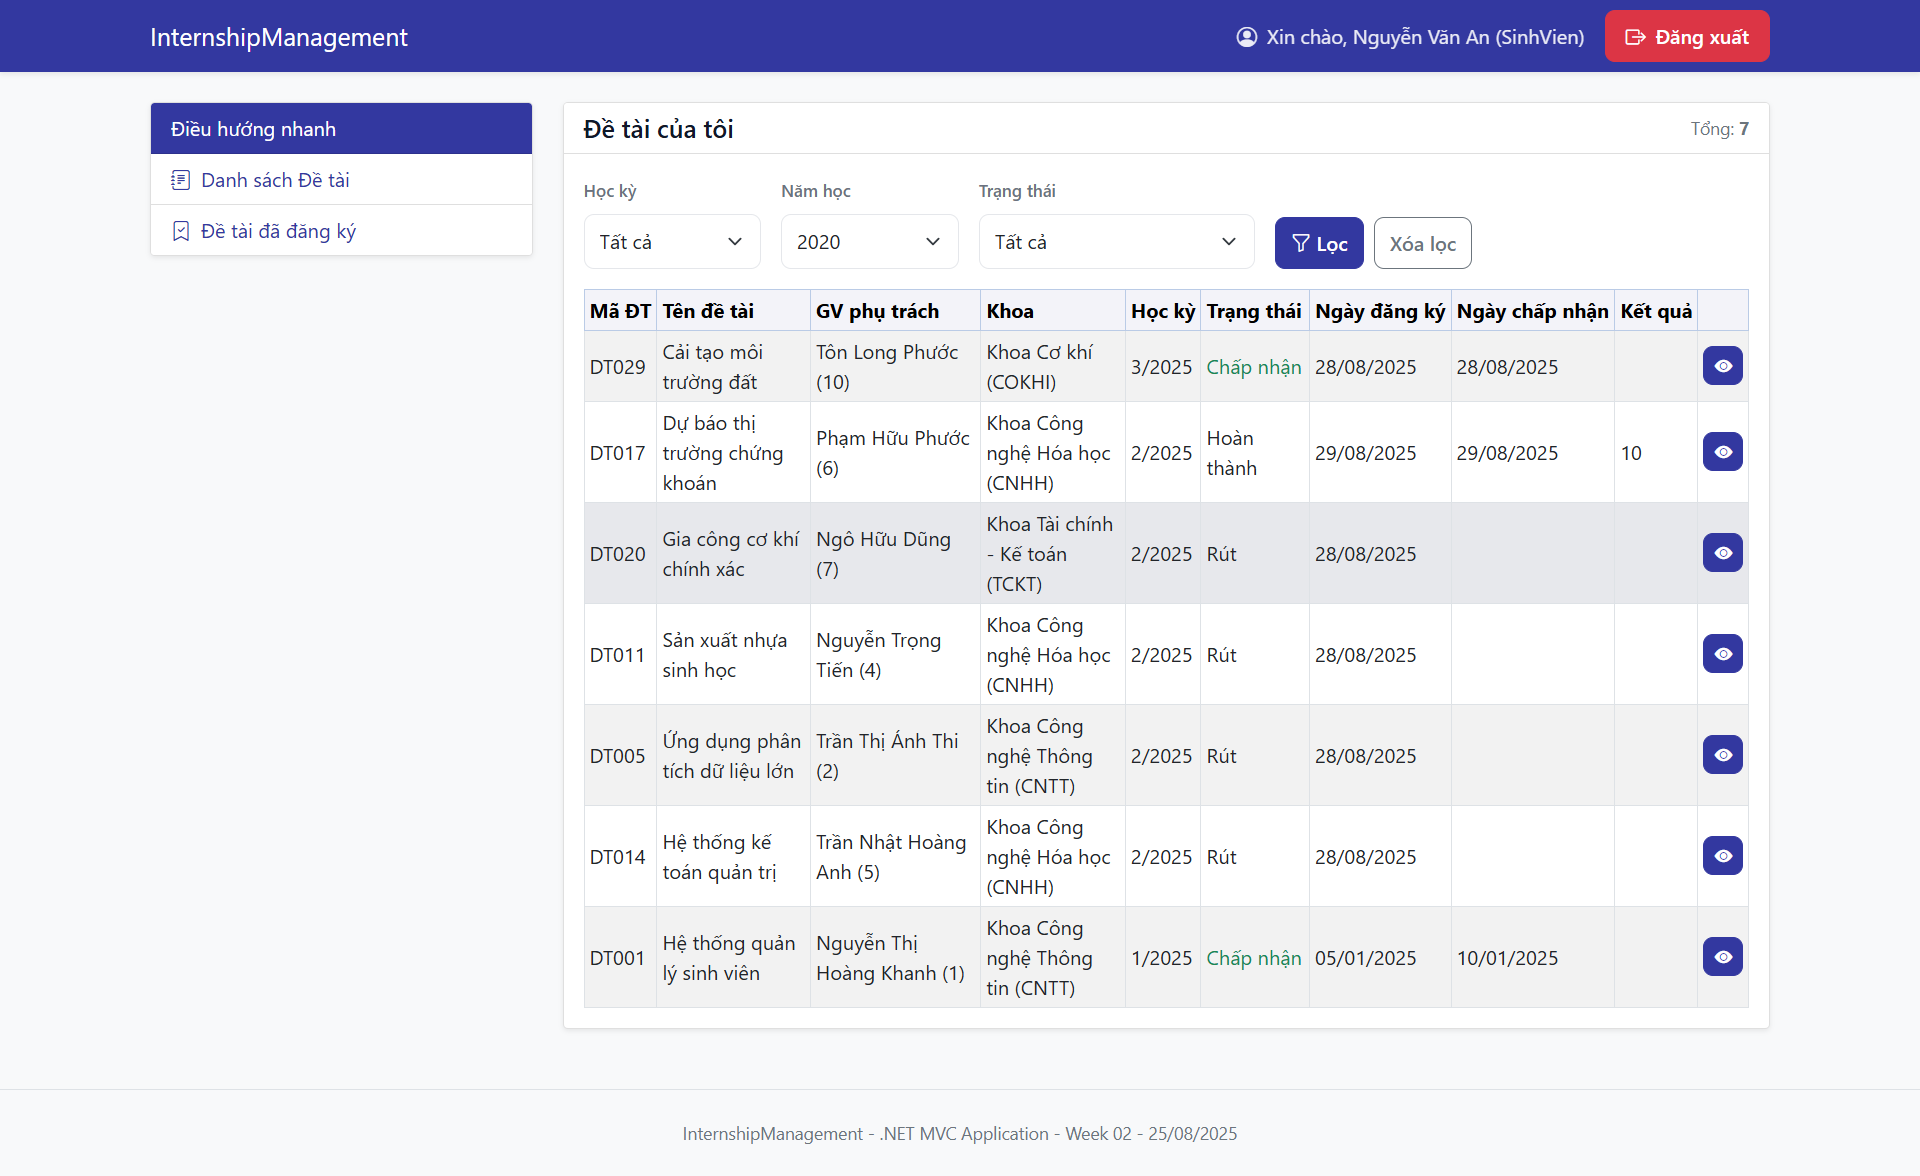 InternshipManagement
Xin chào, Nguyễn Văn An (SinhVien)
Đăng xuất
Điều hướng nhanh
Danh sách Đề tài
Đề tài đã đăng ký
Đề tài của tôi
Tổng: 7
Học kỳ
Năm học
Trạng thái
Tất cả
2020
Tất cả
Lọc
Xóa lọc
Mã ĐT Tên đề tài GV phụ trách Khoa Học kỳ Trạng thái Ngày đăng ký Ngày chấp nhận Kết quả
DT029
Cải tạo môi
trường đất
Tôn Long Phước
(10)
Khoa Cơ khí
(COKHI)
3/2025
Chấp nhận
28/08/2025
28/08/2025
DT017
Dự báo thị
trường chứng
khoán
Phạm Hữu Phước
(6)
Khoa Công
nghệ Hóa học
(CNHH)
2/2025
Hoàn
thành
29/08/2025
29/08/2025
10
DT020
Gia công cơ khí
chính xác
Ngô Hữu Dũng
(7)
Khoa Tài chính
- Kế toán
(TCKT)
2/2025
Rút
28/08/2025
DT011
Sản xuất nhựa
sinh học
Nguyễn Trọng
Tiến (4)
Khoa Công
nghệ Hóa học
(CNHH)
2/2025
Rút
28/08/2025
DT005
Ứng dụng phân
tích dữ liệu lớn
Trần Thị Ánh Thi
(2)
Khoa Công
nghệ Thông
tin (CNTT)
2/2025
Rút
28/08/2025
DT014
Hệ thống kế
toán quản trị
Trần Nhật Hoàng
Anh (5)
Khoa Công
nghệ Hóa học
(CNHH)
2/2025
Rút
28/08/2025
DT001
Hệ thống quản
lý sinh viên
Nguyễn Thị
Hoàng Khanh (1)
Khoa Công
nghệ Thông
tin (CNTT)
1/2025
Chấp nhận
05/01/2025
10/01/2025
InternshipManagement - .NET MVC Application - Week 02 - 25/08/2025